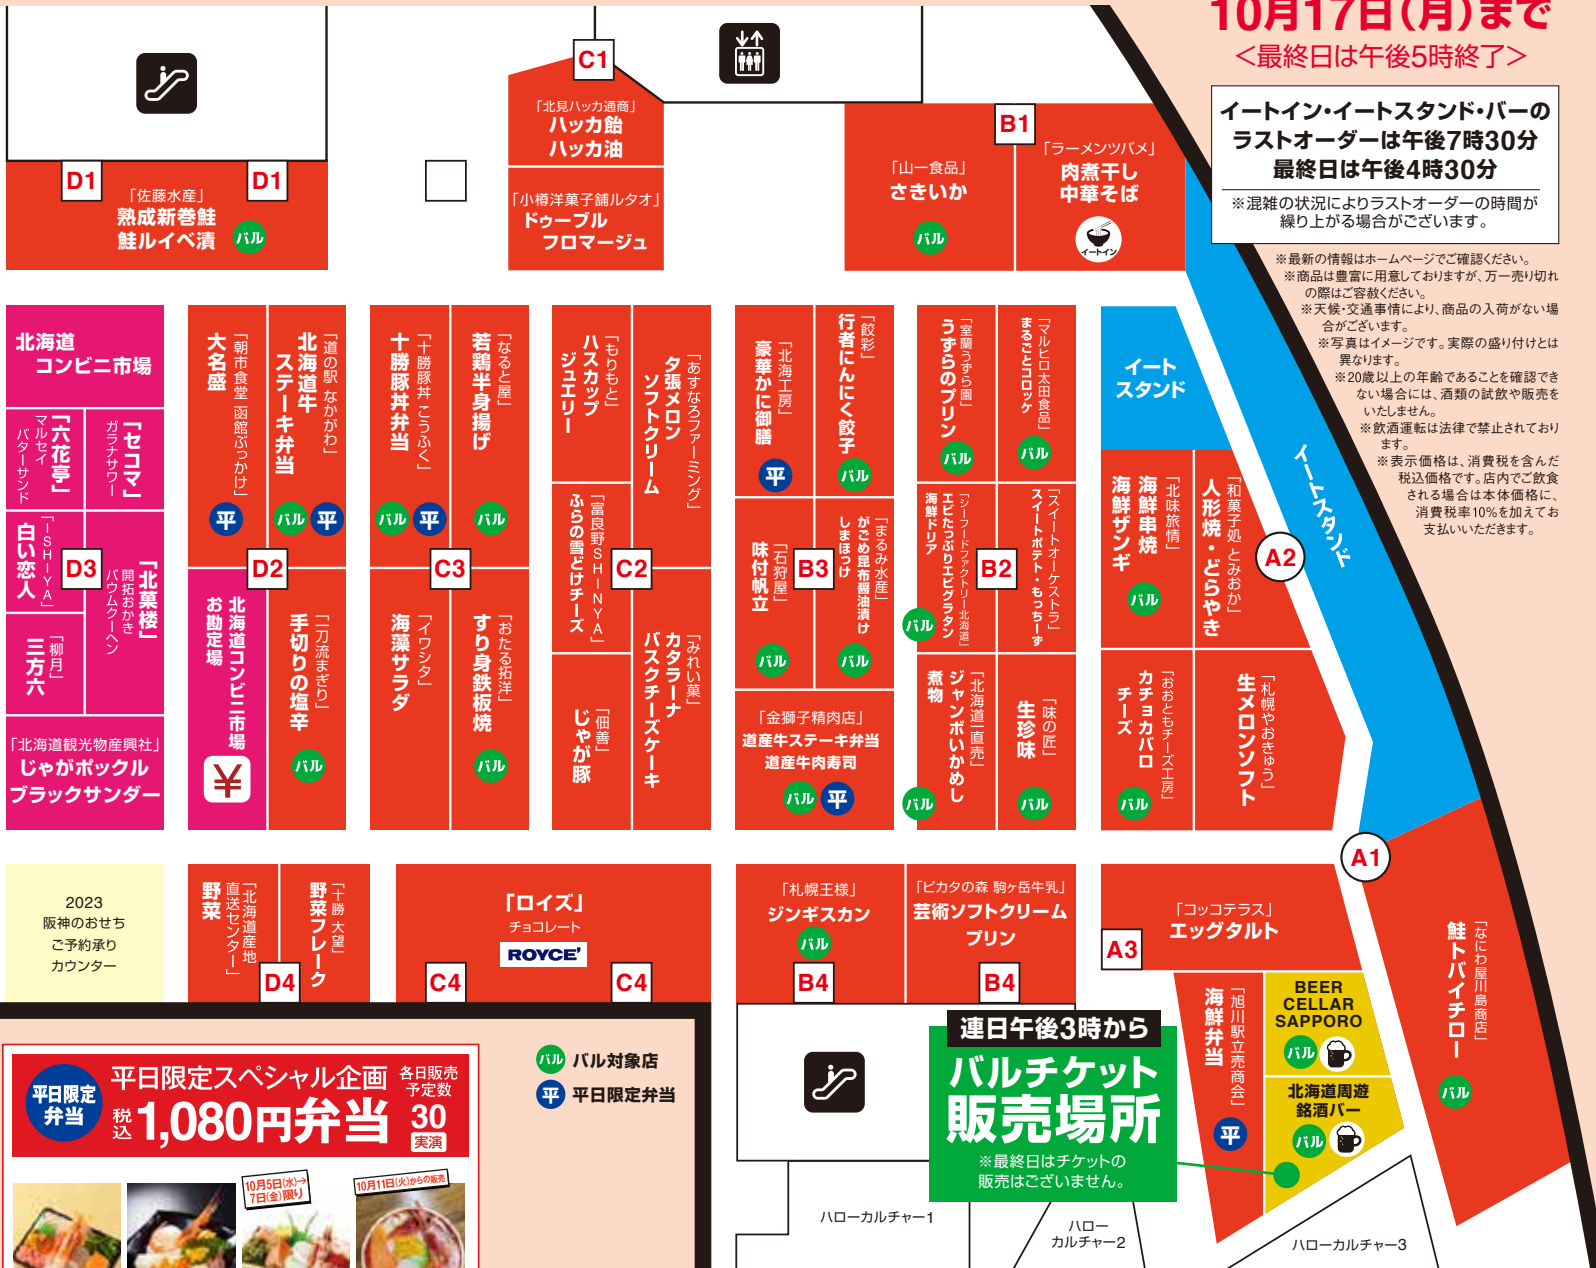 10月17日（月）まで
＜最終日は午後5時終了＞
イートイン・イートスタンド・バーの
ラストオーダーは午後7時30分
最終日は午後4時30分
※混雑の状況によりラストオーダーの時間が
繰り上がる場合がございます。
※最新の情報はホームページでご確認ください。
※商品は豊富に用意しておりますが、万一売り切れ
の際はご容赦ください。
※天候・交通事情により、商品の入荷がない場
合がございます。
※写真はイメージです。実際の盛り付けとは
異なります。
※20歳以上の年齢であることを確認でき
ない場合には、酒類の試飲や販売を
いたしません。
※飲酒運転は法律で禁止されており
ます。
※表示価格は、消費税を含んだ
税込価格です。店内でご飲食
される場合は本体価格に、
消費税率10%を加えてお
支払いいただきます。
D1
D1
「佐藤水産」
熟成新巻鮭
鮭ルイベ漬
バル
C1
「北見ハッカ通商」
ハッカ飴
ハッカ油
「小樽洋菓子舗ルタオ」
ドゥーブル
フロマージュ
B1
「山一食品」
さきいか
バル
「ラーメンツバメ」
肉煮干し
中華そば
イートイン
北海道
コンビニ市場
「六花亭」
マルセイ
バターサンド
「セコマ」
ガラナサワー
「ISHIYA」
白い恋人
D3
「北菓楼」
開拓おかき
バウムクーヘン
「柳月」
三方六
「北海道観光物産興社」
じゃがポックル
ブラックサンダー
「朝市食堂 函館ぶっかけ」
大名盛
平
「道の駅 なかがわ」
北海道牛
ステーキ弁当
バル
平
D2
北海道コンビニ市場
お勘定場
¥
「二刀流まぎり」
手切りの塩辛
バル
「十勝豚丼 こうふく」
十勝豚丼弁当
バル
平
「なると屋」
若鶏半身揚げ
バル
C3
「イワシタ」
海藻サラダ
「おたる拓洋」
すり身鉄板焼
バル
「もりもと」
ハスカップ
ジュエリー
「あすなろファーミング」
夕張メロン
ソフトクリーム
「富良野SHINYA」
ふらの雪どけチーズ
C2
「佃善」
じゃが豚
「みれい菓」
カタラーナ
バスクチーズケーキ
「北海工房」
豪華かに御膳
平
「餃彩」
行者にんにく餃子
バル
「石狩屋」
味付帆立
バル
B3
「まるみ水産」
がごめ昆布醤油漬け
しまほっけ
バル
「金獅子精肉店」
道産牛ステーキ弁当
道産牛肉寿司
バル
平
「室蘭うずら園」
うずらのプリン
バル
「マルヒロ太田食品」
まるごとコロッケ
バル
「シーフードファクトリー北海道」
エビたっぷりエビグラタン
海鮮ドリア
バル
B2
「スイートオーケストラ」
スイートポテト・もっちーず
「北海道一直売」
ジャンボいかめし
煮物
バル
「味の匠」
生珍味
バル
イート
スタンド
イートスタンド
「北味旅情」
海鮮串焼
海鮮ザンギ
バル
「和菓子処 とみおか」
人形焼・どらやき
A2
「おおともチーズ工房」
カチョカバロ
チーズ
バル
「札幌やおきゅう」
生メロンソフト
A1
2023
阪神のおせち
ご予約承り
カウンター
「北海道産地
直送センター」
野菜
「十勝 大望」
野菜フレーク
D4
「ロイズ」
チョコレート
ROYCE'
C4
C4
「札幌王様」
ジンギスカン
バル
B4
「ピカタの森 駒ヶ岳牛乳」
芸術ソフトクリーム
プリン
B4
A3
「コッコテラス」
エッグタルト
「旭川駅立売商会」
海鮮弁当
平
BEER
CELLAR
SAPPORO
バル
北海道周遊
銘酒バー
バル
「なにわ屋川島商店」
鮭トバイチロー
バル
連日午後3時から
バルチケット
販売場所
※最終日はチケットの
販売はございません。
バル バル対象店
平 平日限定弁当
平日限定
弁当
平日限定スペシャル企画
税込1,080円弁当
各日販売
予定数
30
実演
10月5日(水)→
7日(金)限り
10月11日(火)からの販売
ハローカルチャー1
ハロー
カルチャー2
ハローカルチャー3